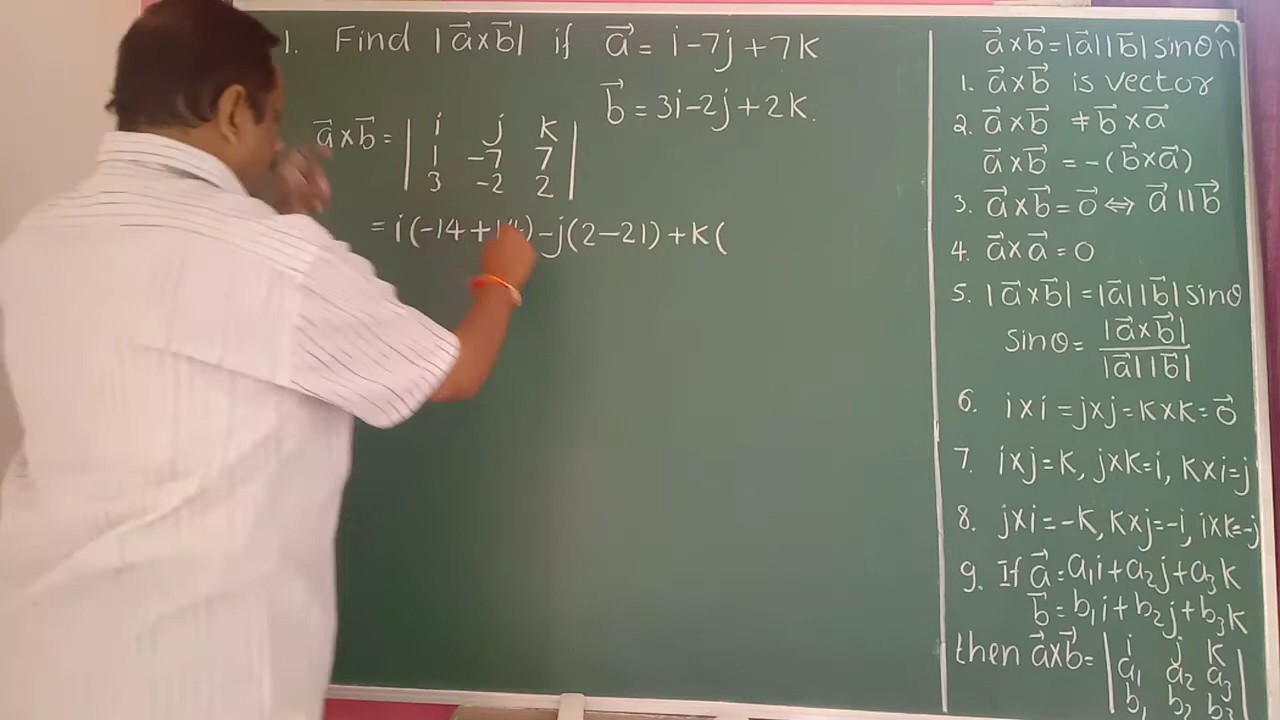 1. Find |a⃗×b⃗| if a⃗ = i-7j+7k
b⃗ = 3i-2j+2k.
a⃗×b⃗ = | i j k |
| 1 -7 7 |
| 3 -2 2 |
= i(-14+14)-j(2-21)+k(
a⃗×b⃗=|a⃗||b⃗|sinθn̂
1. a⃗×b⃗ is vector
2. a⃗×b⃗ ≠ b⃗×a⃗
a⃗×b⃗ = -(b⃗×a⃗)
3. a⃗×b⃗=0⃗ ⇔ a⃗||b⃗
4. a⃗×a⃗=0
5. |a⃗×b⃗|=|a⃗||b⃗|sinθ
sinθ= |a⃗×b⃗|
|a⃗||b⃗|
6. i×i=j×j=k×k=0⃗
7. i×j=k, j×k=i, k×i=j
8. j×i=-k, k×j=-i, i×k=-j
9. If a⃗=a₁i+a₂j+a₃k
b⃗=b₁i+b₂j+b₃k
then a⃗×b⃗= | i j k |
| a₁ a₂ a₃ |
| b₁ b₂ b₃ |